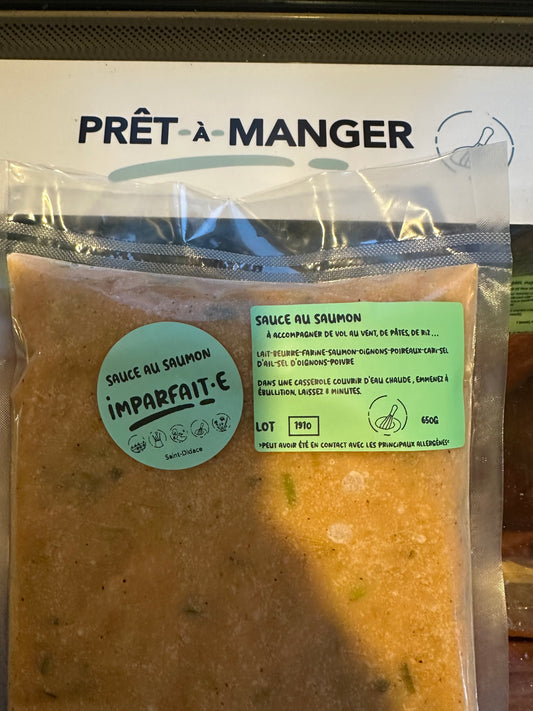 PRÊT-À-MANGER
SAUCE AU SAUMON
IMPARFAIT·E
Saint-Didace
SAUCE AU SAUMON
À ACCOMPAGNER DE VOL AU VENT, DE PÂTES, DE RIZ...
LAIT-BEURRE-FARINE-SAUMON-OIGNONS-POIREAUX-CARI-SEL
D'AIL-SEL D'OIGNONS-POIVRE
DANS UNE CASSEROLE COUVRIR D'EAU CHAUDE, EMMENEZ À
ÉBULLITION, LAISSEZ 8 MINUTES.
LOT 1910 650G
*PEUT AVOIR ÉTÉ EN CONTACT AVEC LES PRINCIPAUX ALLERGÈNES*